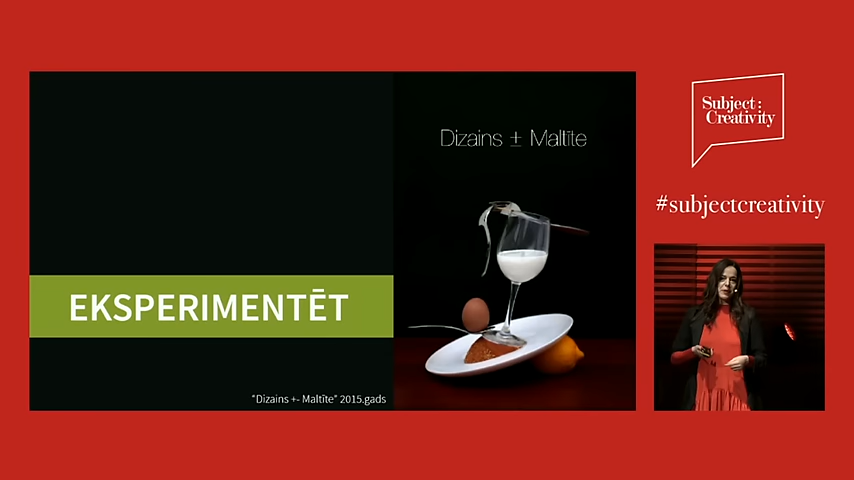 Dizains ± Maltīte
EKSPERIMENTĒT
"Dizains +- Maltīte" 2015.gads
Subject:
Creativity
#subjectcreativity